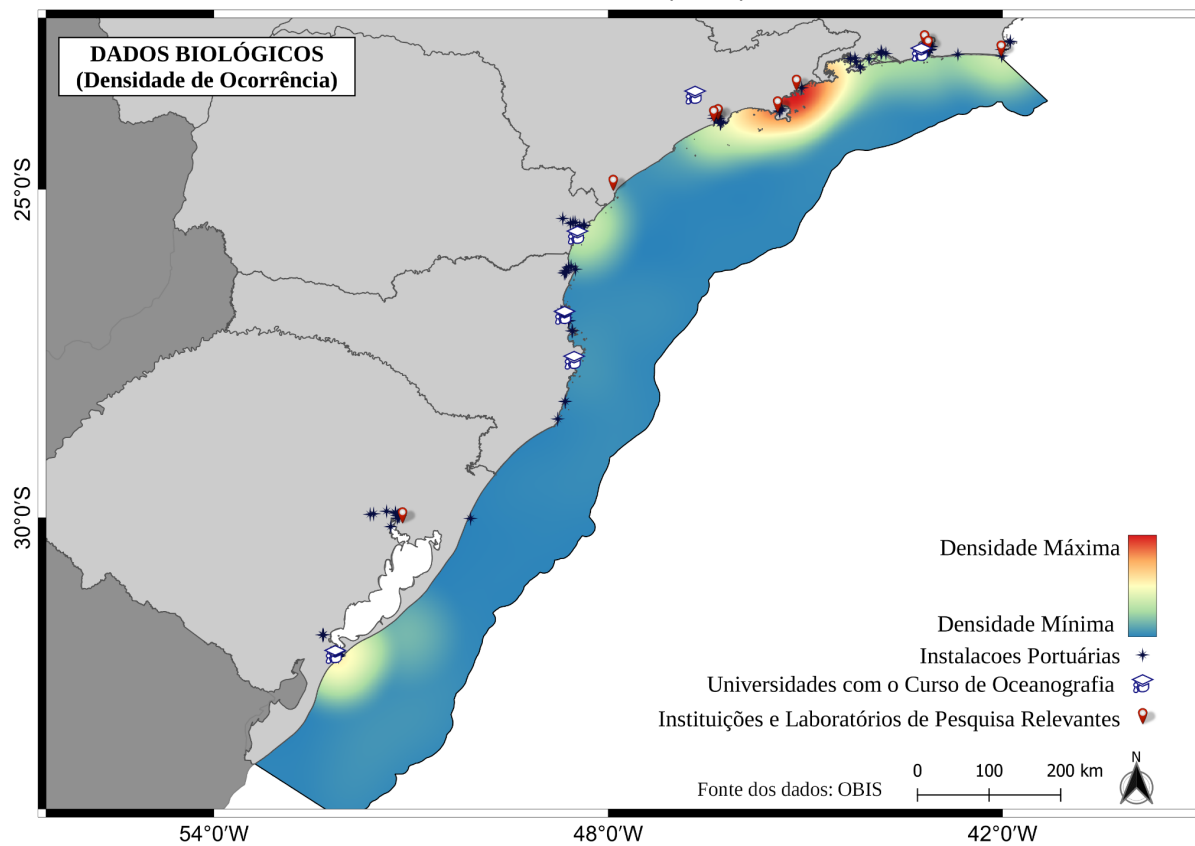 DADOS BIOLÓGICOS
(Densidade de Ocorrência)
25°0'S
30°0'S
Densidade Máxima
Densidade Mínima
Instalacoes Portuárias
Universidades com o Curso de Oceanografia
Instituições e Laboratórios de Pesquisa Relevantes
N
0 100 200 km
Fonte dos dados: OBIS
54°0'W 48°0'W 42°0'W